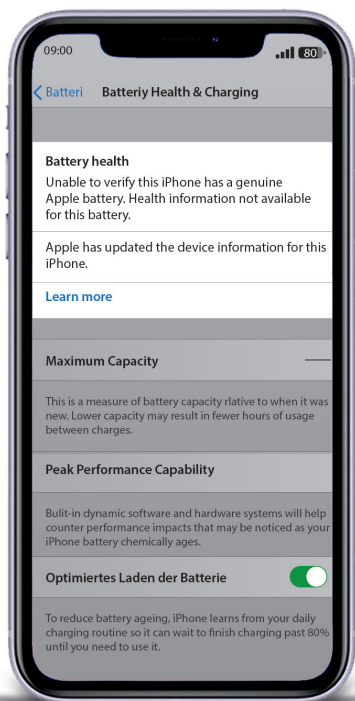 09:00 80
Batteri Batteriy Health & Charging
Battery health
Unable to verify this iPhone has a genuine
Apple battery. Health information not available
for this battery.
Apple has updated the device information for this
iPhone.
Learn more
Maximum Capacity
This is a measure of battery capacity rlative to when it was
new. Lower capacity may result in fewer hours of usage
between charges.
Peak Performance Capability
Bulit-in dynamic software and hardware systems will help
counter performance impacts that may be noticed as your
iPhone battery chemically ages.
Optimiertes Laden der Batterie
To reduce battery ageing, iPhone learns from your daily
charging routine so it can wait to finish charging past 80%
until you need to use it.